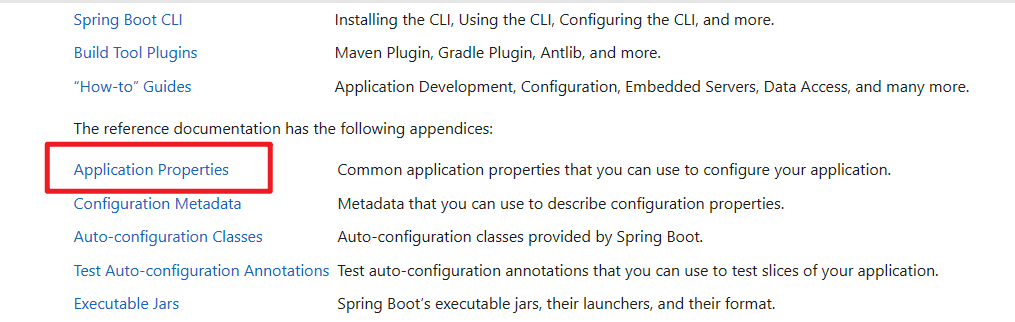 Spring Boot CLI Installing the CLI, Using the CLI, Configuring the CLI, and more.
Build Tool Plugins Maven Plugin, Gradle Plugin, Antlib, and more.
“How-to” Guides Application Development, Configuration, Embedded Servers, Data Access, and many more.
The reference documentation has the following appendices:
Application Properties Common application properties that you can use to configure your application.
Configuration Metadata Metadata that you can use to describe configuration properties.
Auto-configuration Classes Auto-configuration classes provided by Spring Boot.
Test Auto-configuration Annotations Test auto-configuration annotations that you can use to test slices of your application.
Executable Jars Spring Boot’s executable jars, their launchers, and their format.